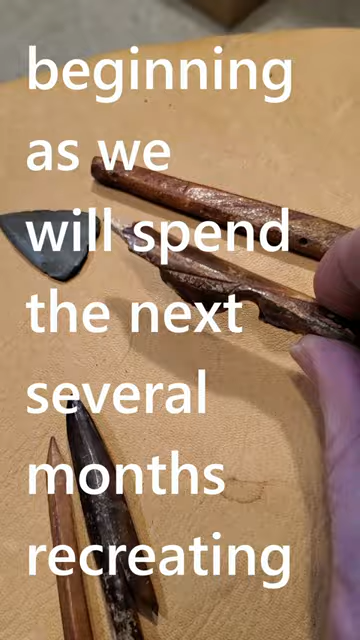 beginning
as we
will spend
the next
several
months
recreating